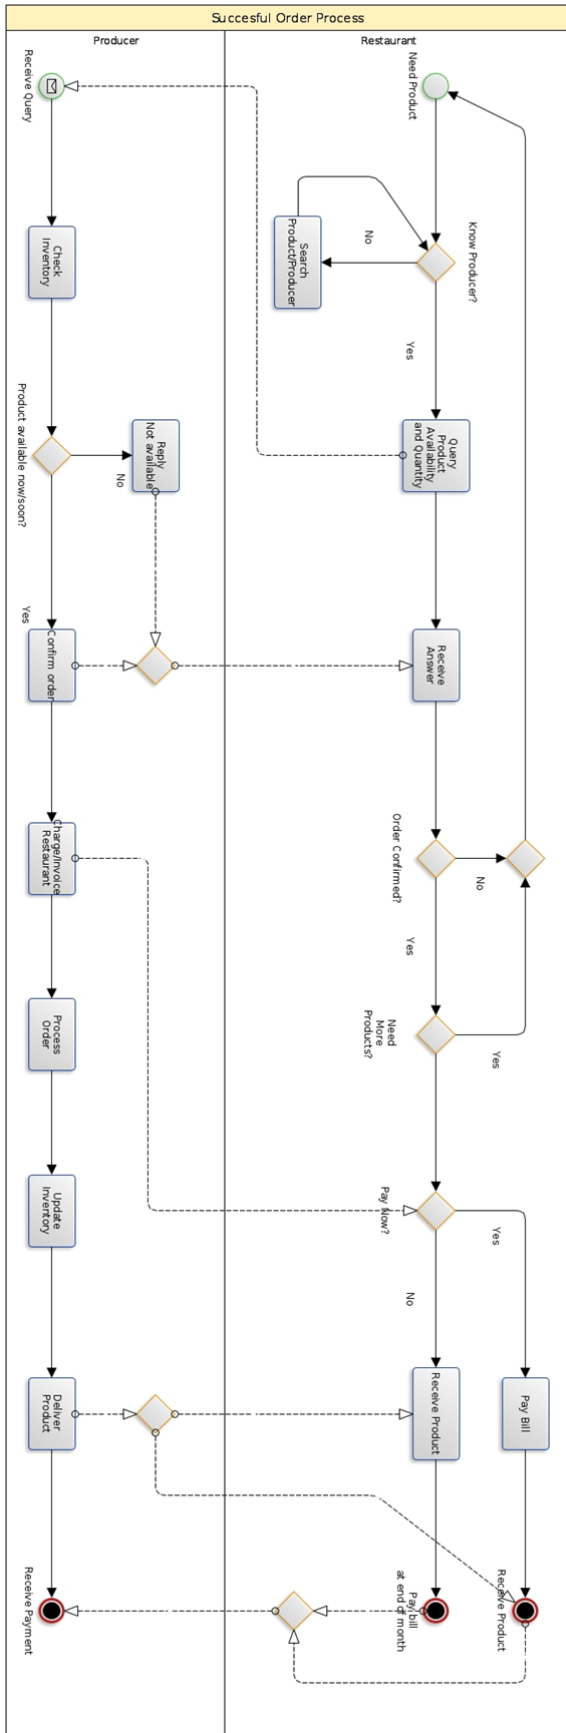 Succesful Order Process
Producer
Restaurant
Receive Query
Need Product
Check
Inventory
Search
Product/Producer
No
Know Producer?
Yes
Product available now/soon?
Reply
Not available
No
Query
Product
Availability
and Quantity
Yes
Confirm order
Receive
Answer
Charge/Invoice
Restaurant
Order Confirmed?
No
Yes
Process
Order
Need
More
Products?
Yes
Update
Inventory
Pay Now?
Yes
No
Deliver
Product
Receive Product
Pay Bill
Receive Payment
Pay bill
at end of month
Receive Product